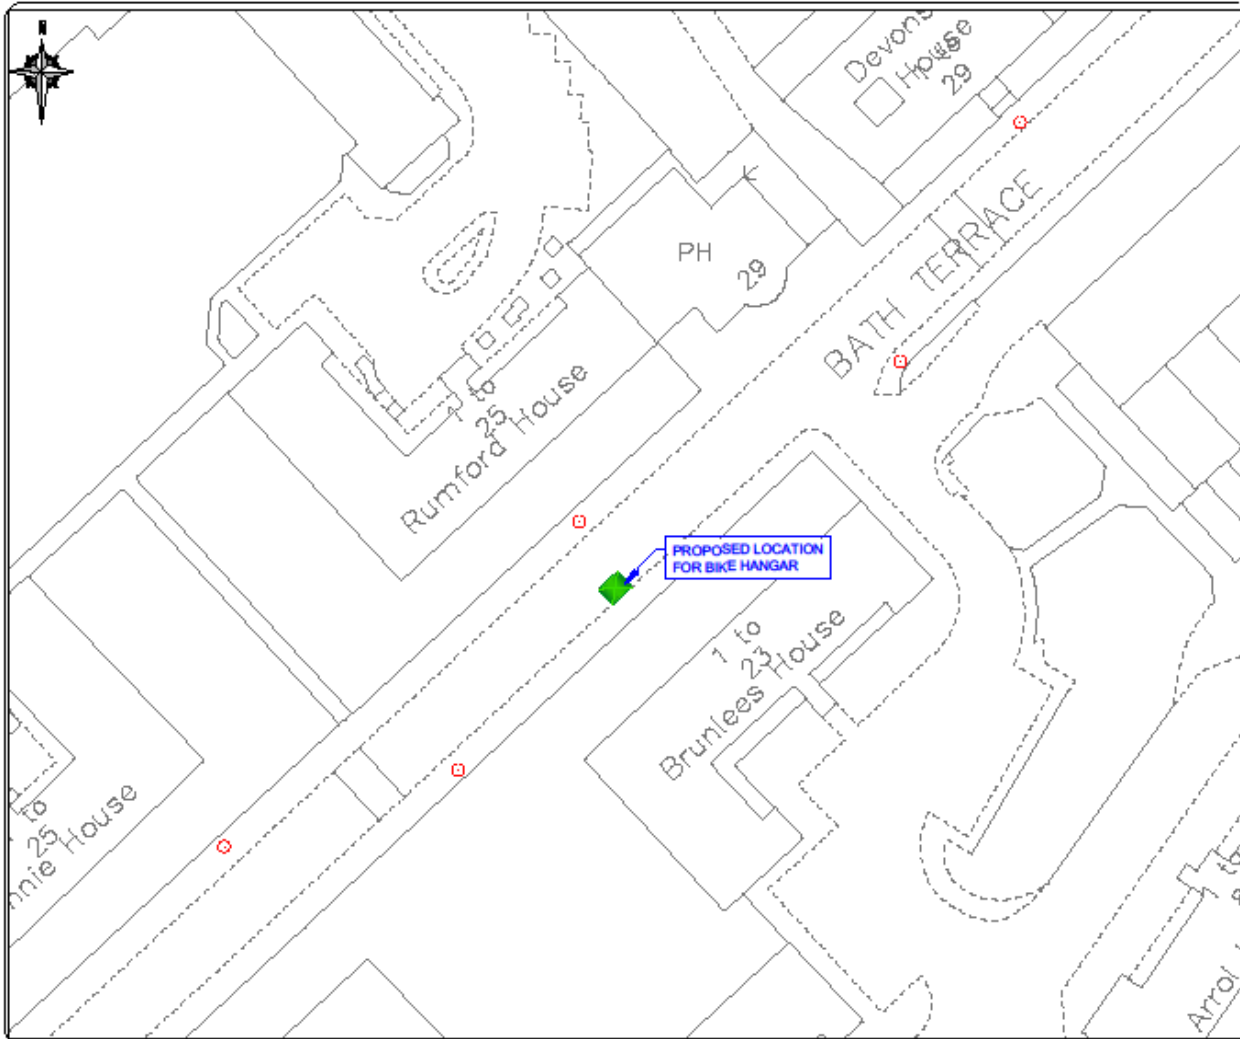 N
Devons
House
29
PH
29
BATH TERRACE
1 to
25
Rumford House
PROPOSED LOCATION
FOR BIKE HANGAR
1 to
23
Brunlees House
to
25
nnie House
to
Arrol